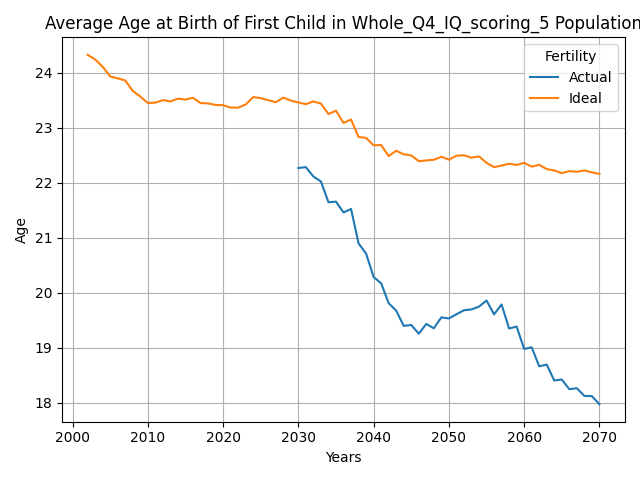 Average Age at Birth of First Child in Whole_Q4_IQ_scoring_5 Population
Fertility
Actual
Ideal
Age
24
23
22
21
20
19
18
2000 2010 2020 2030 2040 2050 2060 2070
Years